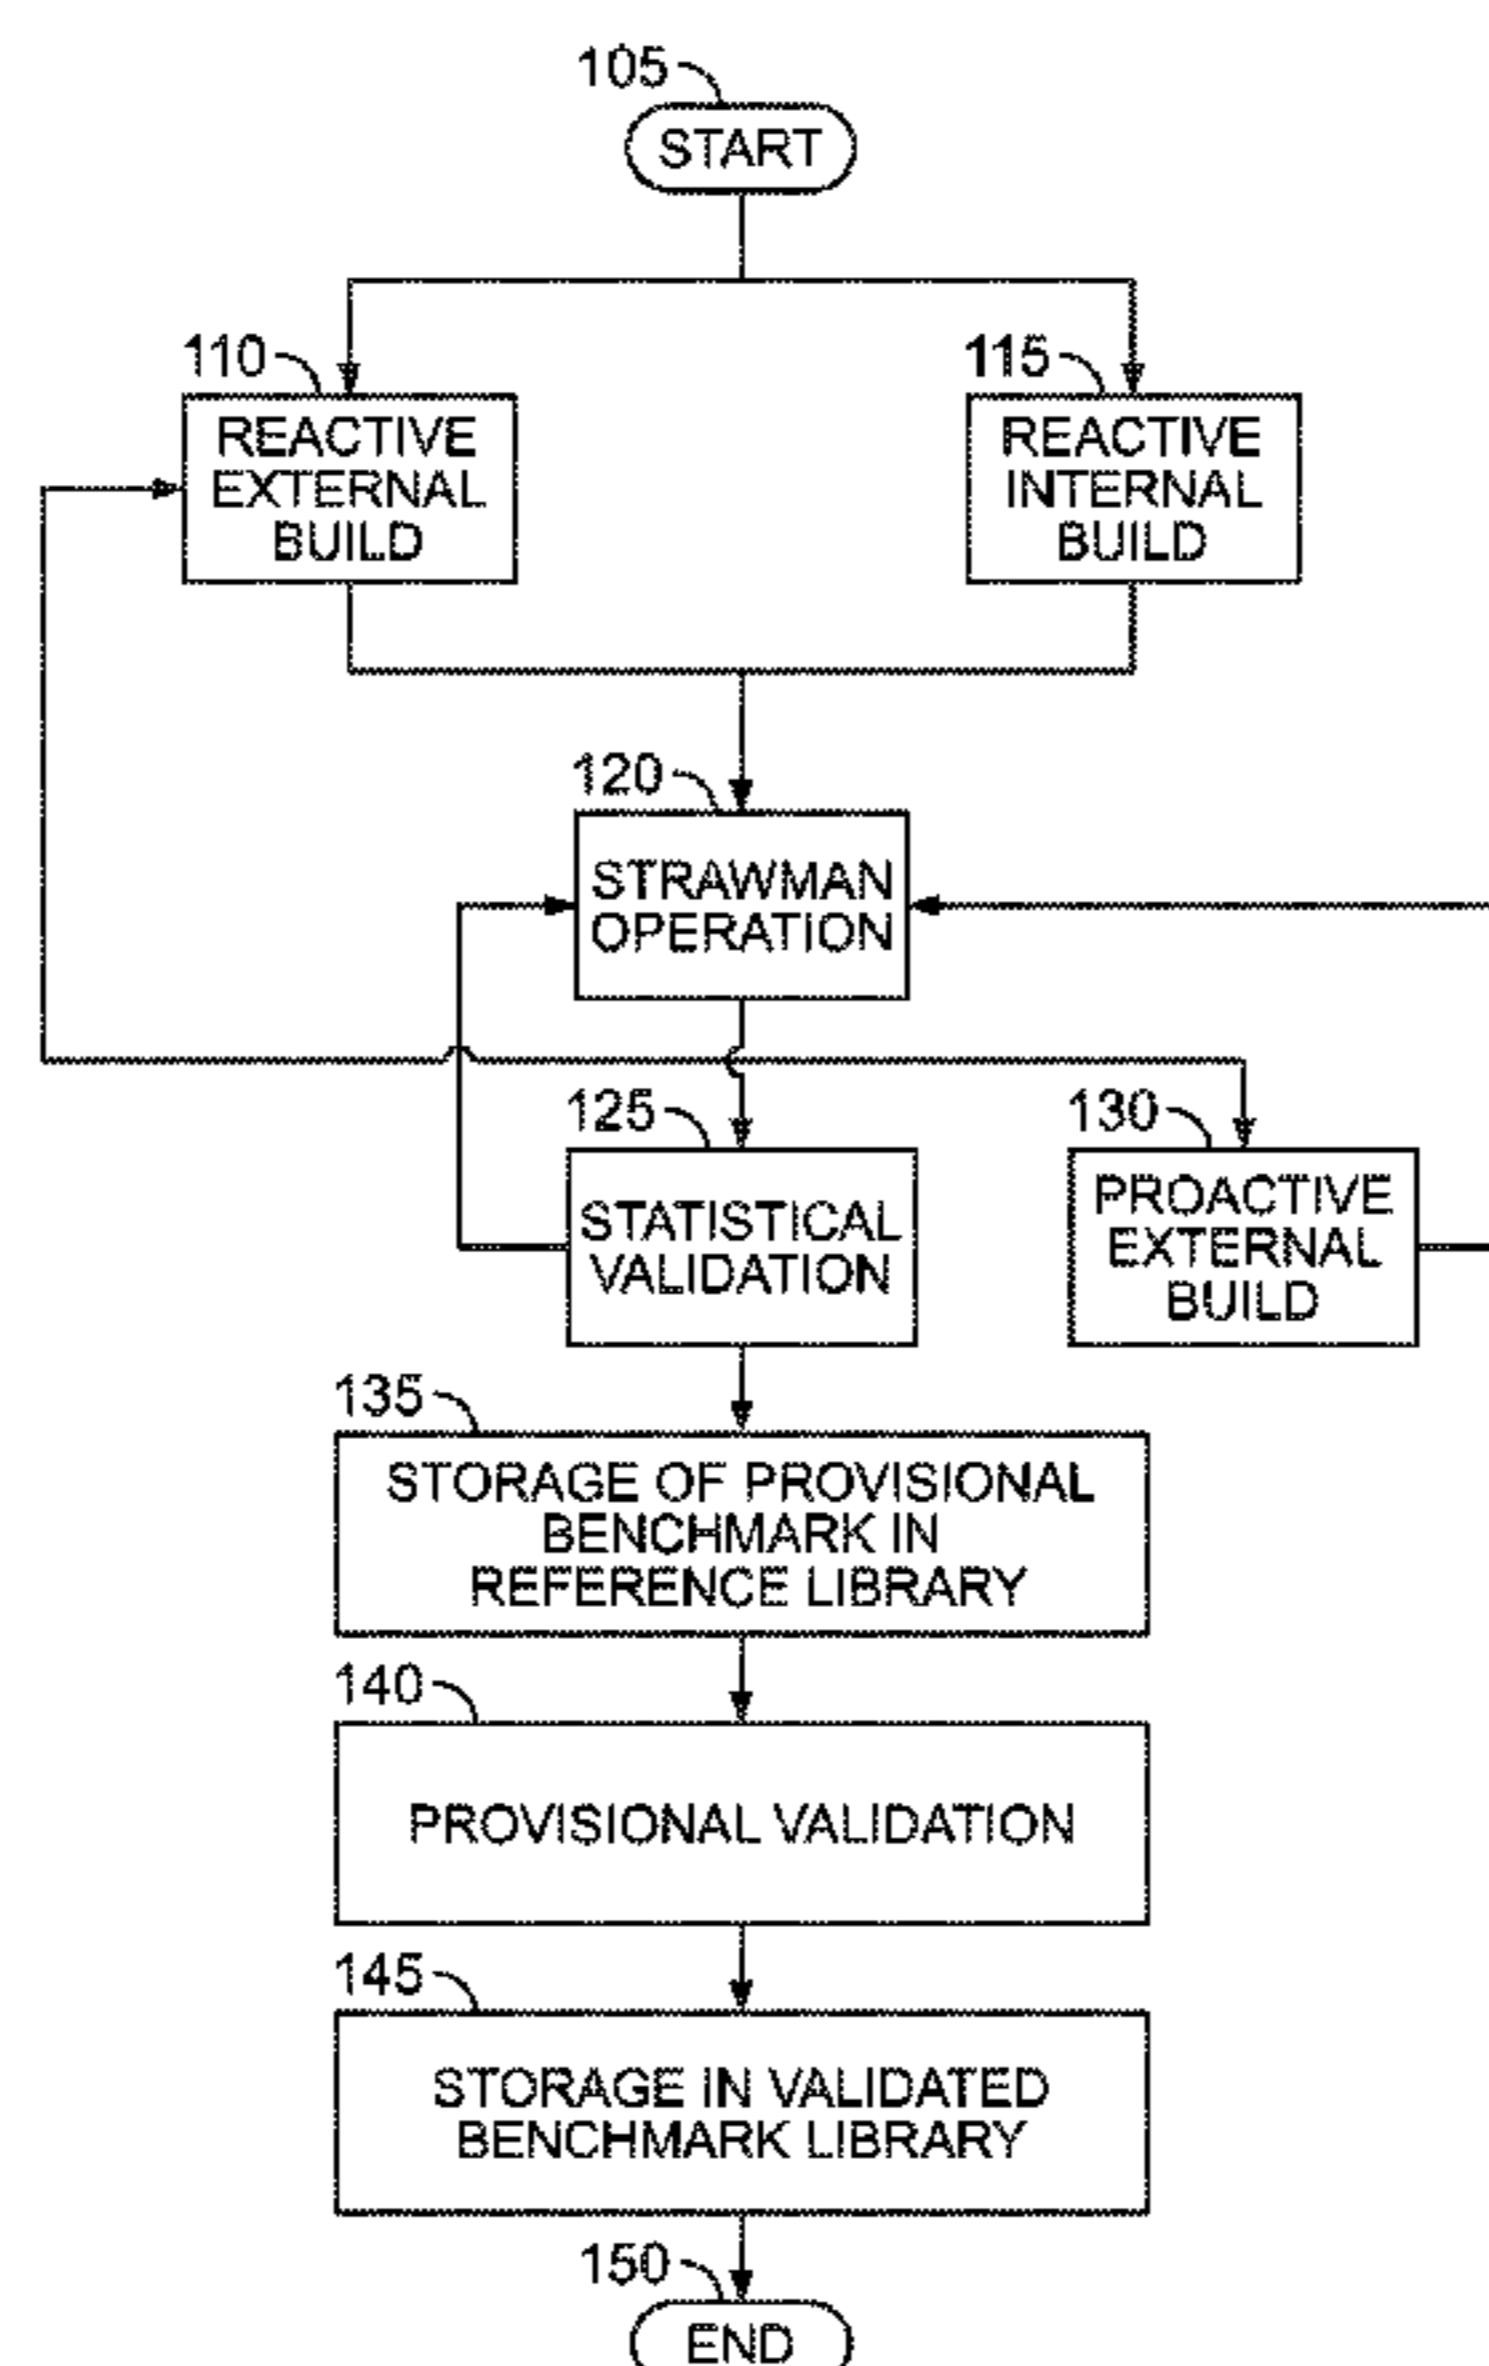 105
START
110
REACTIVE
EXTERNAL
BUILD
115
REACTIVE
INTERNAL
BUILD
120
STRAWMAN
OPERATION
125
STATISTICAL
VALIDATION
130
PROACTIVE
EXTERNAL
BUILD
135
STORAGE OF PROVISIONAL
BENCHMARK IN
REFERENCE LIBRARY
140
PROVISIONAL VALIDATION
145
STORAGE IN VALIDATED
BENCHMARK LIBRARY
150
END